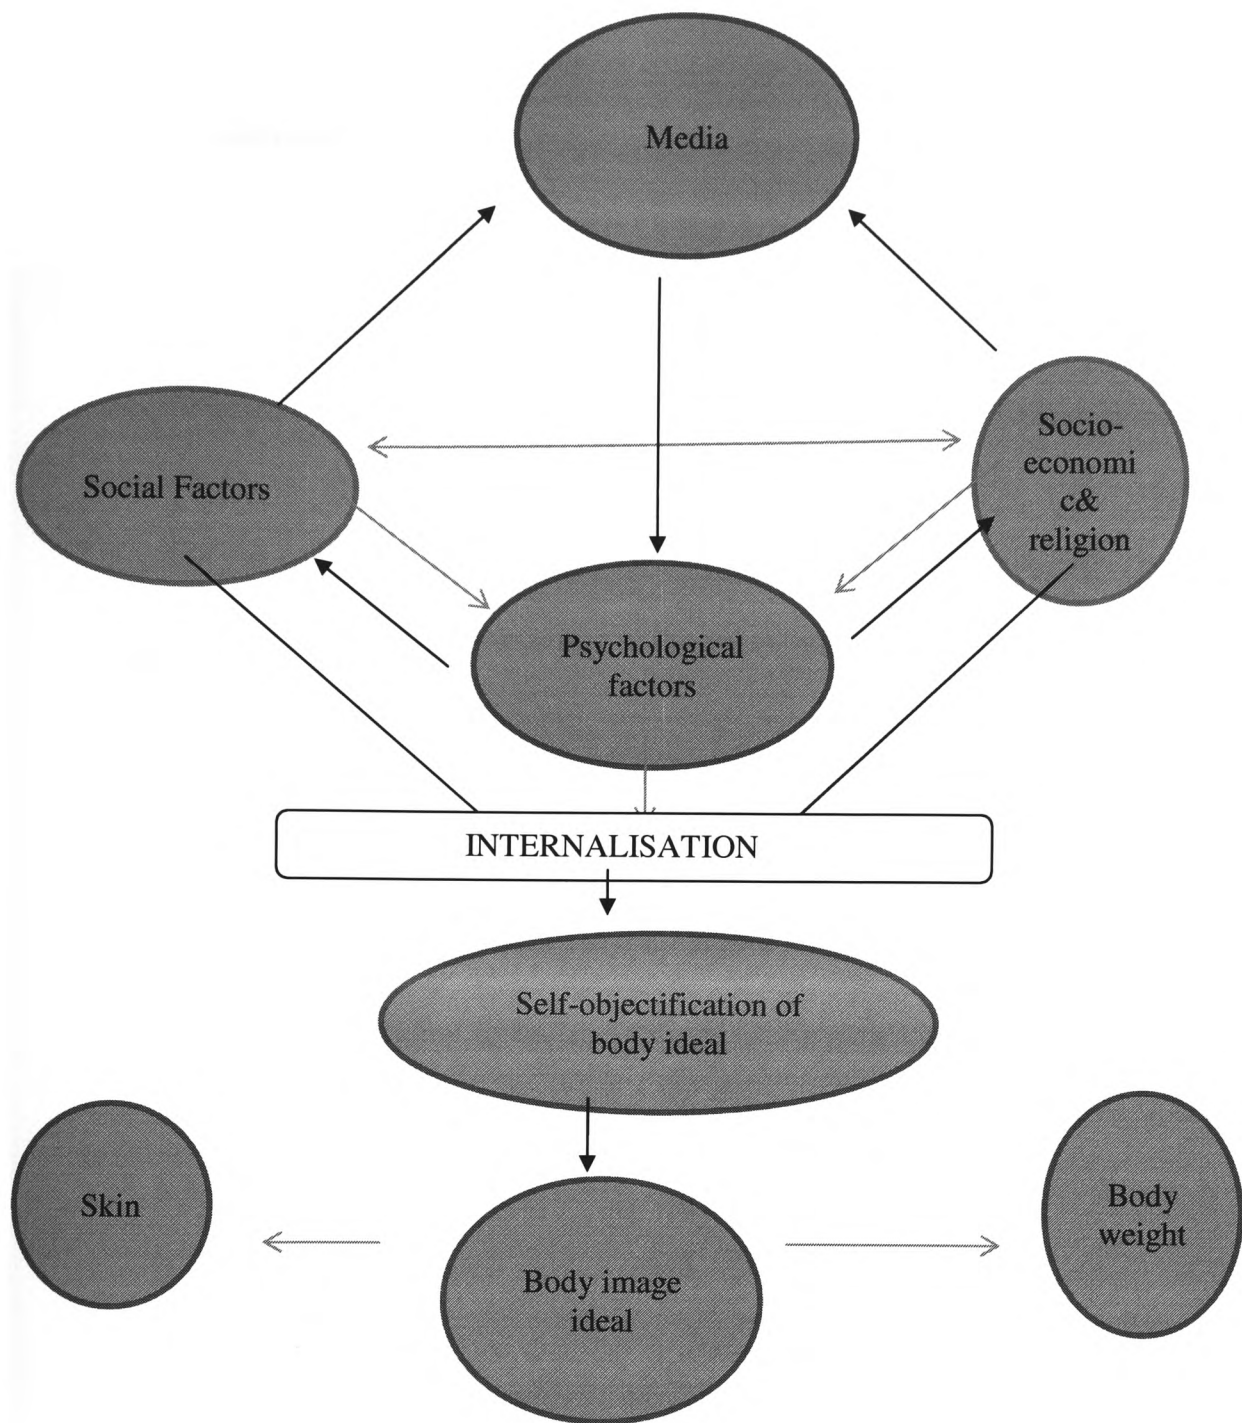 Media
Social Factors
Socio-
economi
c&
religion
Psychological
factors
INTERNALISATION
Self-objectification of
body ideal
Skin
Body
weight
Body image
ideal